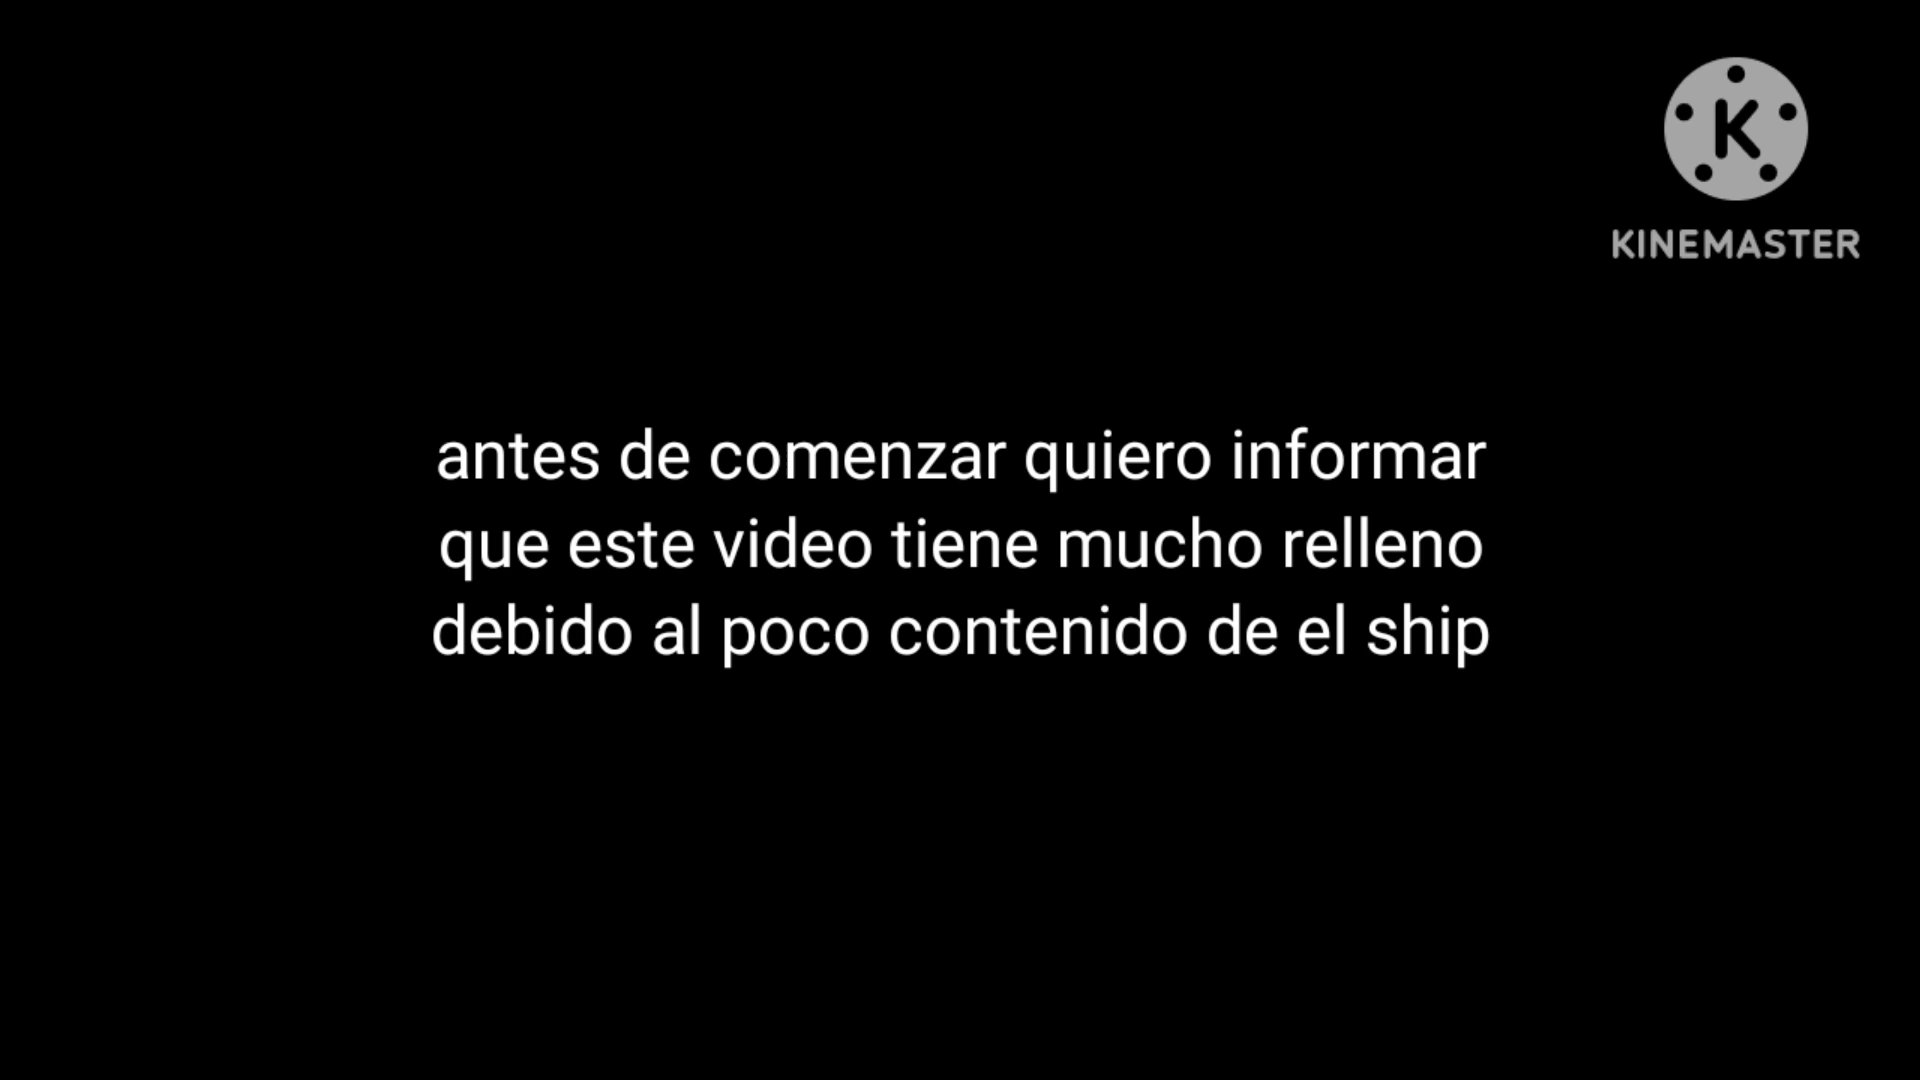 K
KINEMASTER
antes de comenzar quiero informar
que este video tiene mucho relleno
debido al poco contenido de el ship